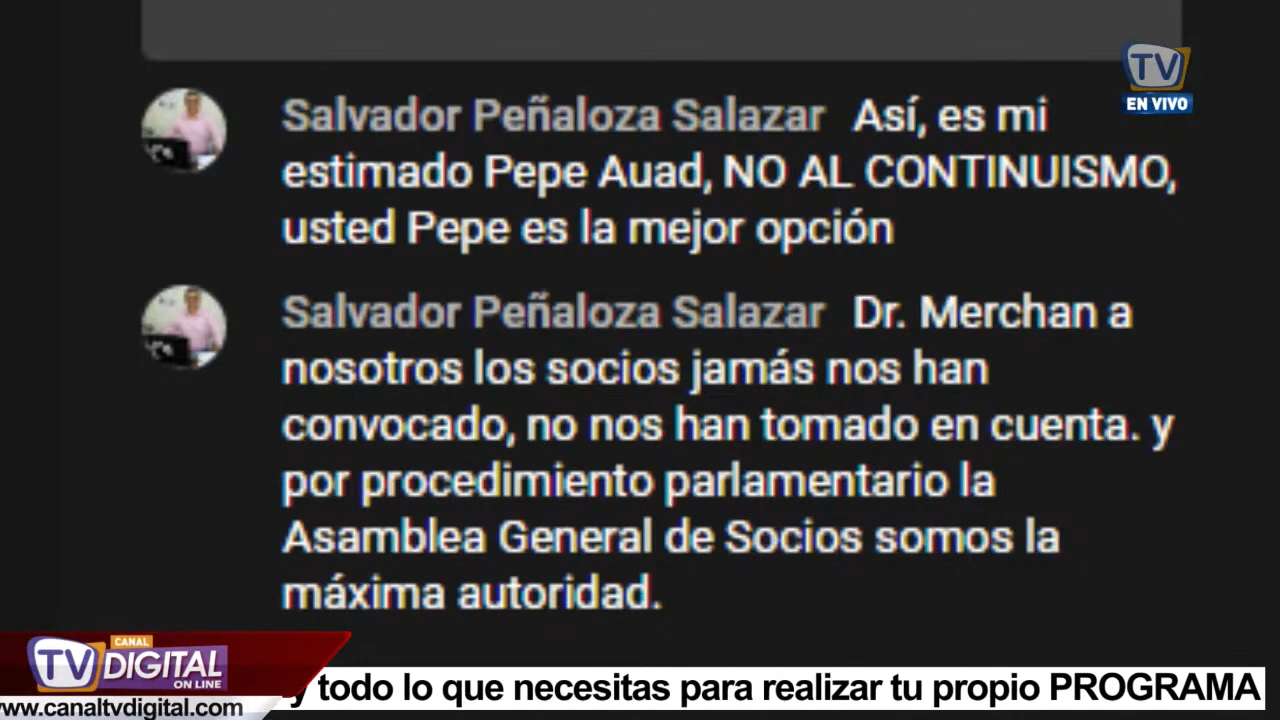 TV
EN VIVO
Salvador Peñaloza Salazar Así, es mi
estimado Pepe Auad, NO AL CONTINUISMO,
usted Pepe es la mejor opción
Salvador Peñaloza Salazar Dr. Merchan a
nosotros los socios jamás nos han
convocado, no nos han tomado en cuenta. y
por procedimiento parlamentario la
Asamblea General de Socios somos la
máxima autoridad.
CANAL
TV DIGITAL
ON LINE
www.canaltvdigital.com
y todo lo que necesitas para realizar tu propio PROGRAMA